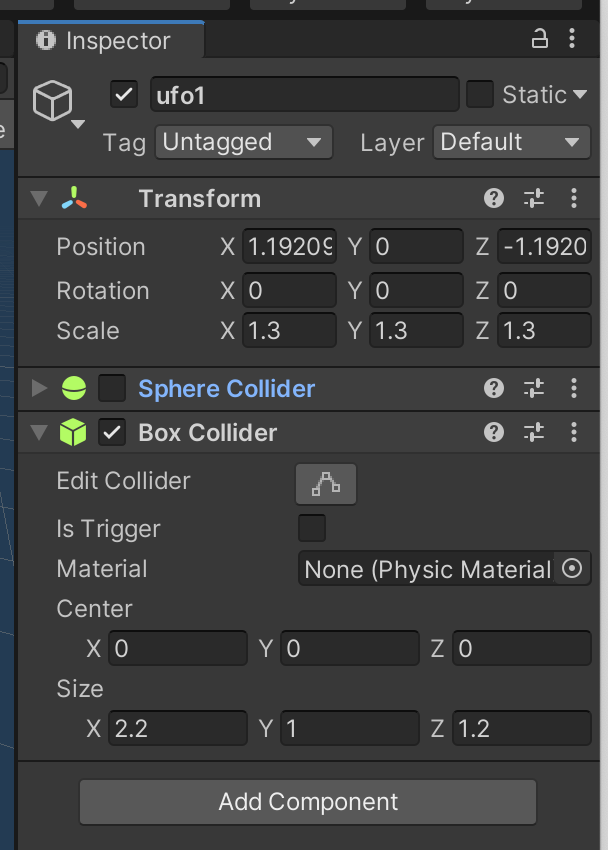 Inspector
ufo1
Static
Tag Untagged Layer Default
Transform
Position X 1.19209 Y 0 Z -1.1920
Rotation X 0 Y 0 Z 0
Scale X 1.3 Y 1.3 Z 1.3
Sphere Collider
Box Collider
Edit Collider
Is Trigger
Material None (Physic Material
Center
X 0 Y 0 Z 0
Size
X 2.2 Y 1 Z 1.2
Add Component